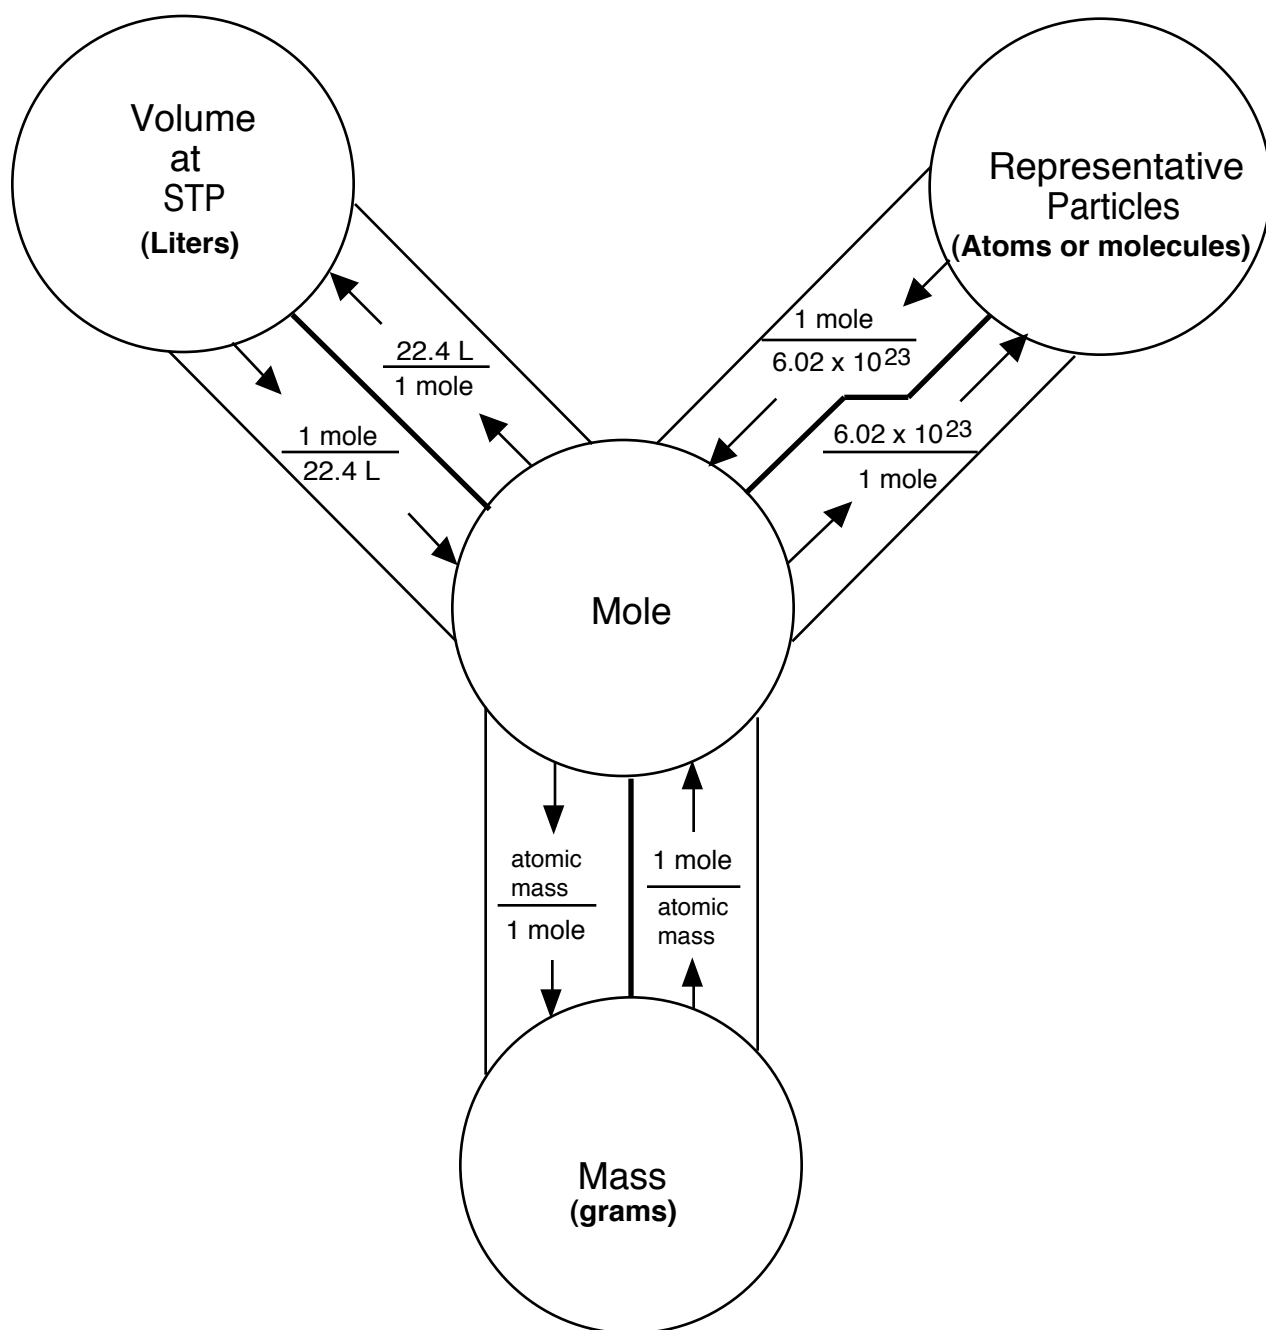 Volume
at
STP
(Liters)
Representative
Particles
(Atoms or molecules)
22.4 L
1 mole
1 mole
22.4 L
1 mole
6.02 x 10²³
6.02 x 10²³
1 mole
Mole
atomic
mass
1 mole
1 mole
atomic
mass
Mass
(grams)